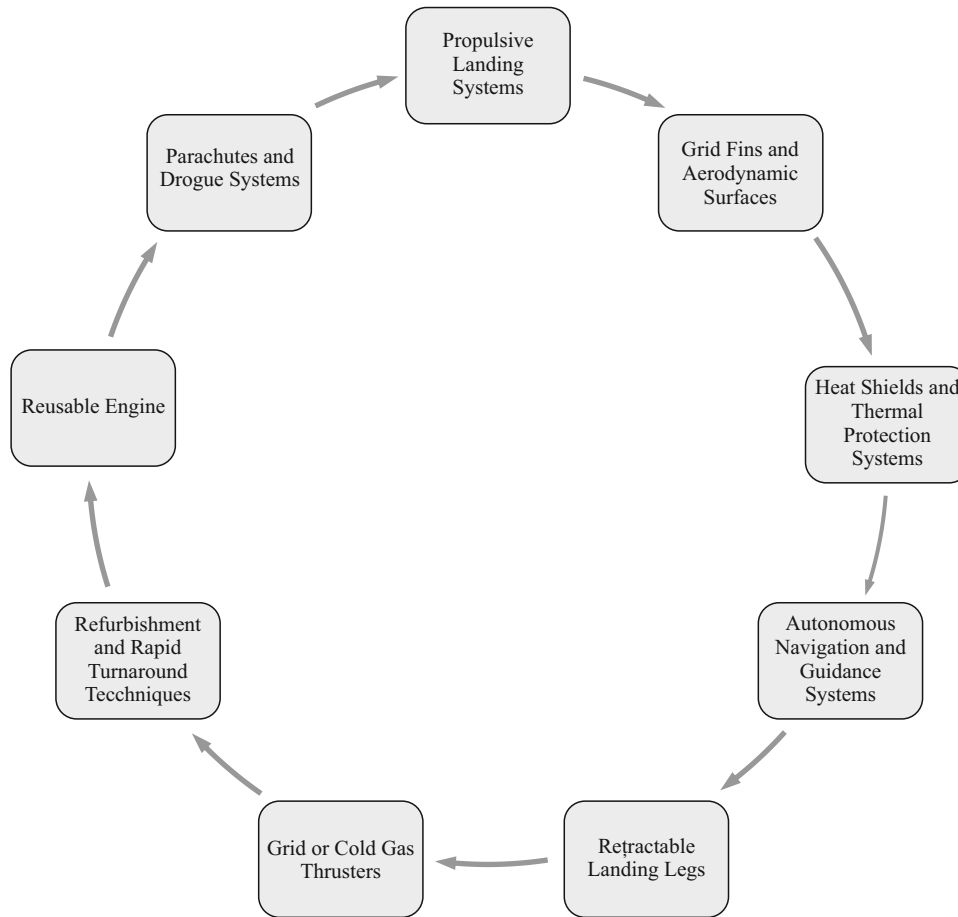 Propulsive
Landing
Systems
Grid Fins and
Aerodynamic
Surfaces
Heat Shields and
Thermal
Protection
Systems
Autonomous
Navigation and
Guidance
Systems
Retractable
Landing Legs
Grid or Cold Gas
Thrusters
Refurbishment
and Rapid
Turnaround
Tecchniques
Reusable Engine
Parachutes and
Drogue Systems